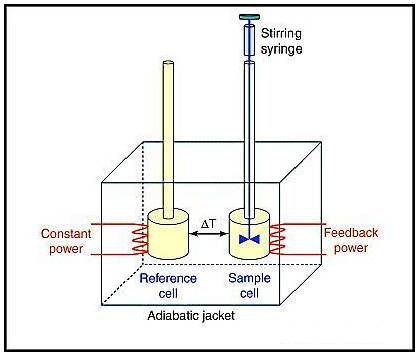 Stirring
syringe
ΔT
Constant
power
Feedback
power
Reference
cell
Sample
cell
Adiabatic jacket